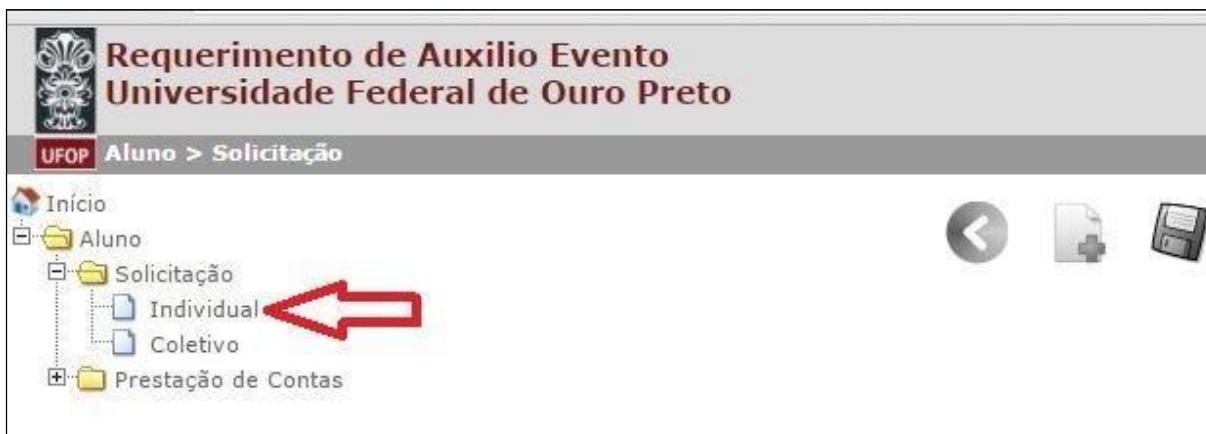 Requerimento de Auxilio Evento
Universidade Federal de Ouro Preto
UFOP Aluno > Solicitação
Início
Aluno
Solicitação
Individual
Coletivo
Prestação de Contas